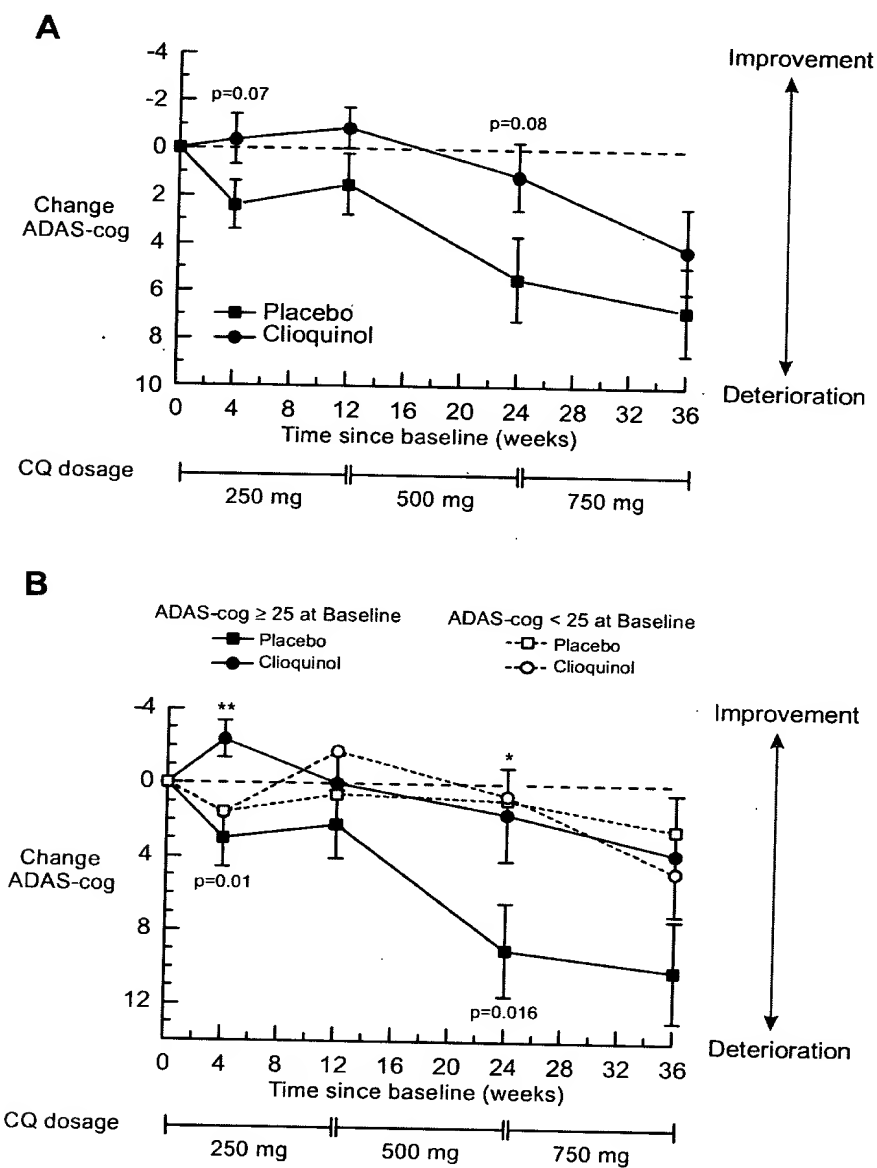 A
-4
-2
0
2
4
6
8
10
Change
ADAS-cog
p=0.07
p=0.08
Placebo
Clioquinol
0 4 8 12 16 20 24 28 32 36
Time since baseline (weeks)
CQ dosage
250 mg 500 mg 750 mg
Improvement
Deterioration
B
ADAS-cog ≥ 25 at Baseline
Placebo
Clioquinol
ADAS-cog < 25 at Baseline
Placebo
Clioquinol
-4
0
4
8
12
Change
ADAS-cog
**
*
p=0.01
p=0.016
0 4 8 12 16 20 24 28 32 36
Time since baseline (weeks)
CQ dosage
250 mg 500 mg 750 mg
Improvement
Deterioration